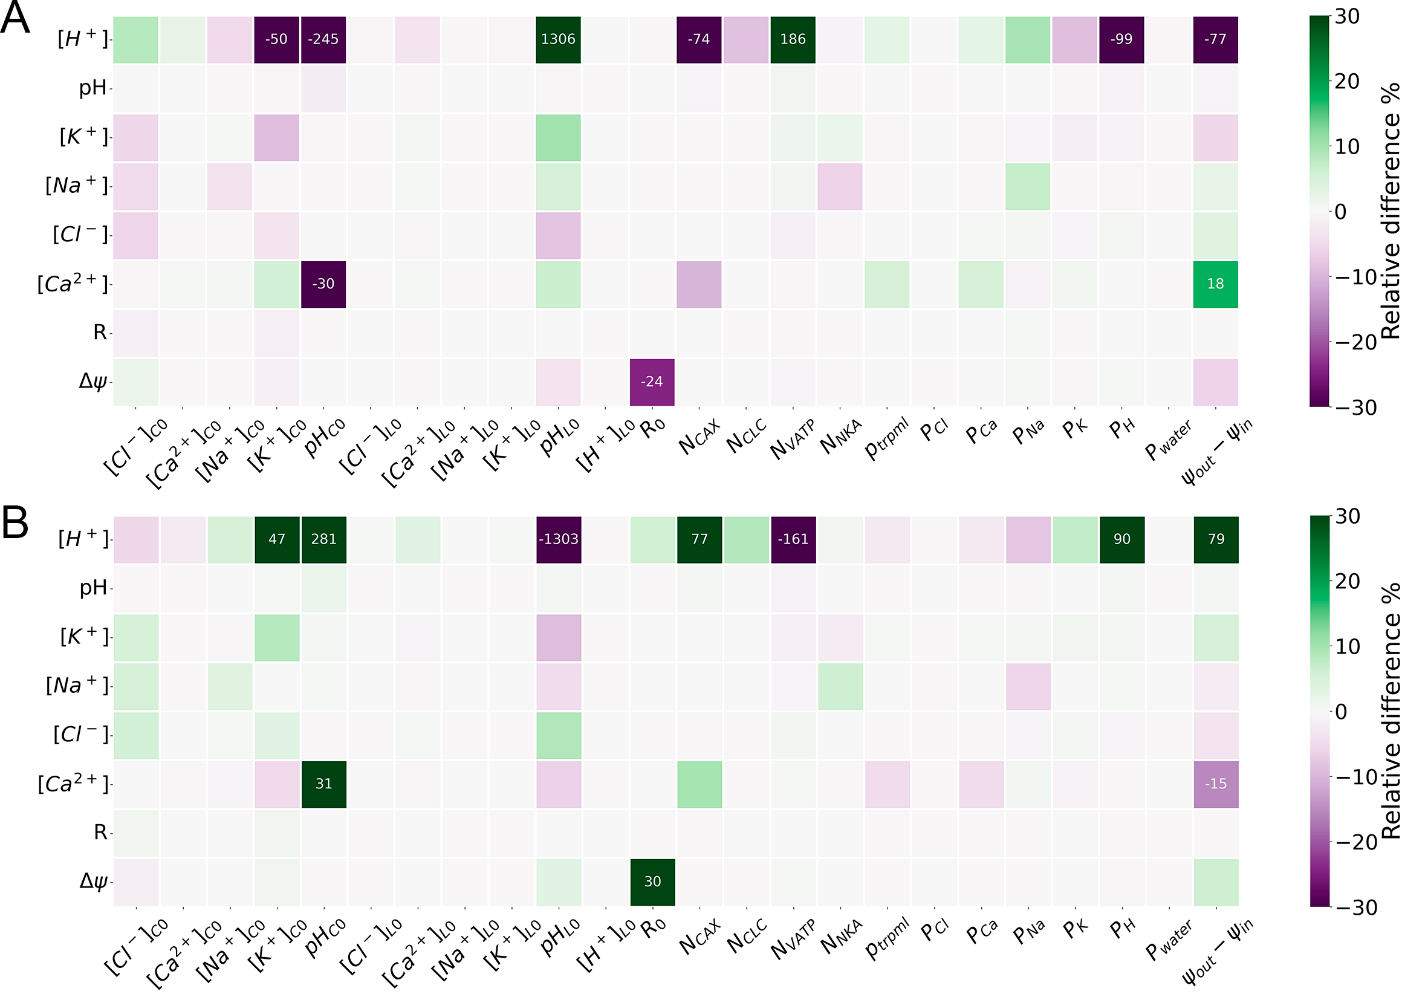 A
[H⁺] -50 -245 1306 -74 186 -99 -77
pH
[K⁺]
[Na⁺]
[Cl⁻]
[Ca²⁺] -30 18
R
Δψ -24
[Cl⁻]C0 [Ca²⁺]C0 [Na⁺]C0 [K⁺]C0 pHC0 [Cl⁻]L0 [Ca²⁺]L0 [Na⁺]L0 [K⁺]L0 pHL0 [H⁺]L0 R0 NCAX NCLC NVATP NNKA ptrpml PCl PCa PNa PK PH Pwater ψout − ψin
30
20
10
0
−10
−20
−30
Relative difference %
B
[H⁺] 47 281 -1303 77 -161 90 79
pH
[K⁺]
[Na⁺]
[Cl⁻]
[Ca²⁺] 31 -15
R
Δψ 30
[Cl⁻]C0 [Ca²⁺]C0 [Na⁺]C0 [K⁺]C0 pHC0 [Cl⁻]L0 [Ca²⁺]L0 [Na⁺]L0 [K⁺]L0 pHL0 [H⁺]L0 R0 NCAX NCLC NVATP NNKA ptrpml PCl PCa PNa PK PH Pwater ψout − ψin
30
20
10
0
−10
−20
−30
Relative difference %